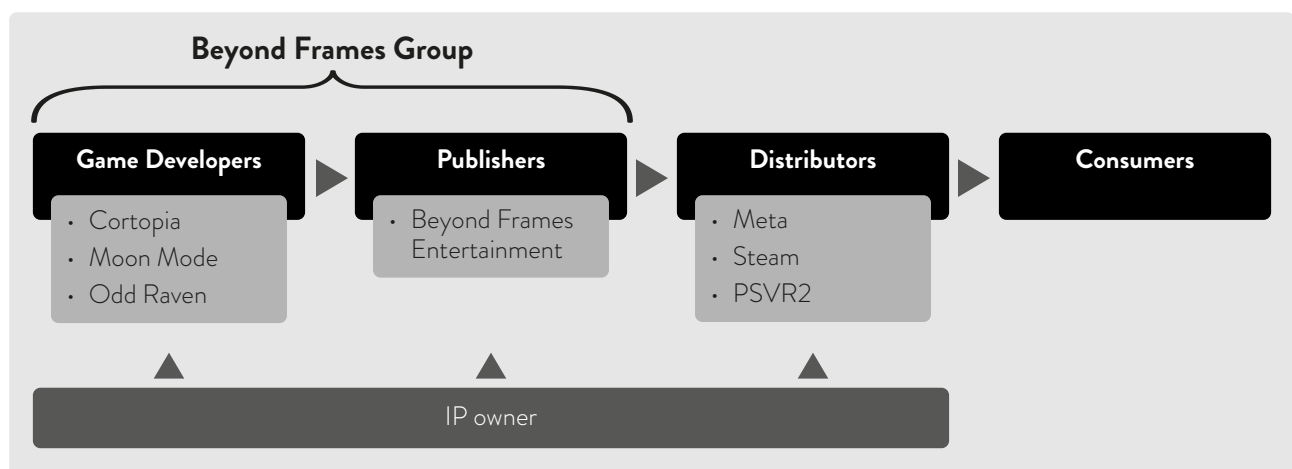 Beyond Frames Group
Game Developers
• Cortopia
• Moon Mode
• Odd Raven
Publishers
• Beyond Frames
Entertainment
Distributors
• Meta
• Steam
• PSVR2
Consumers
IP owner